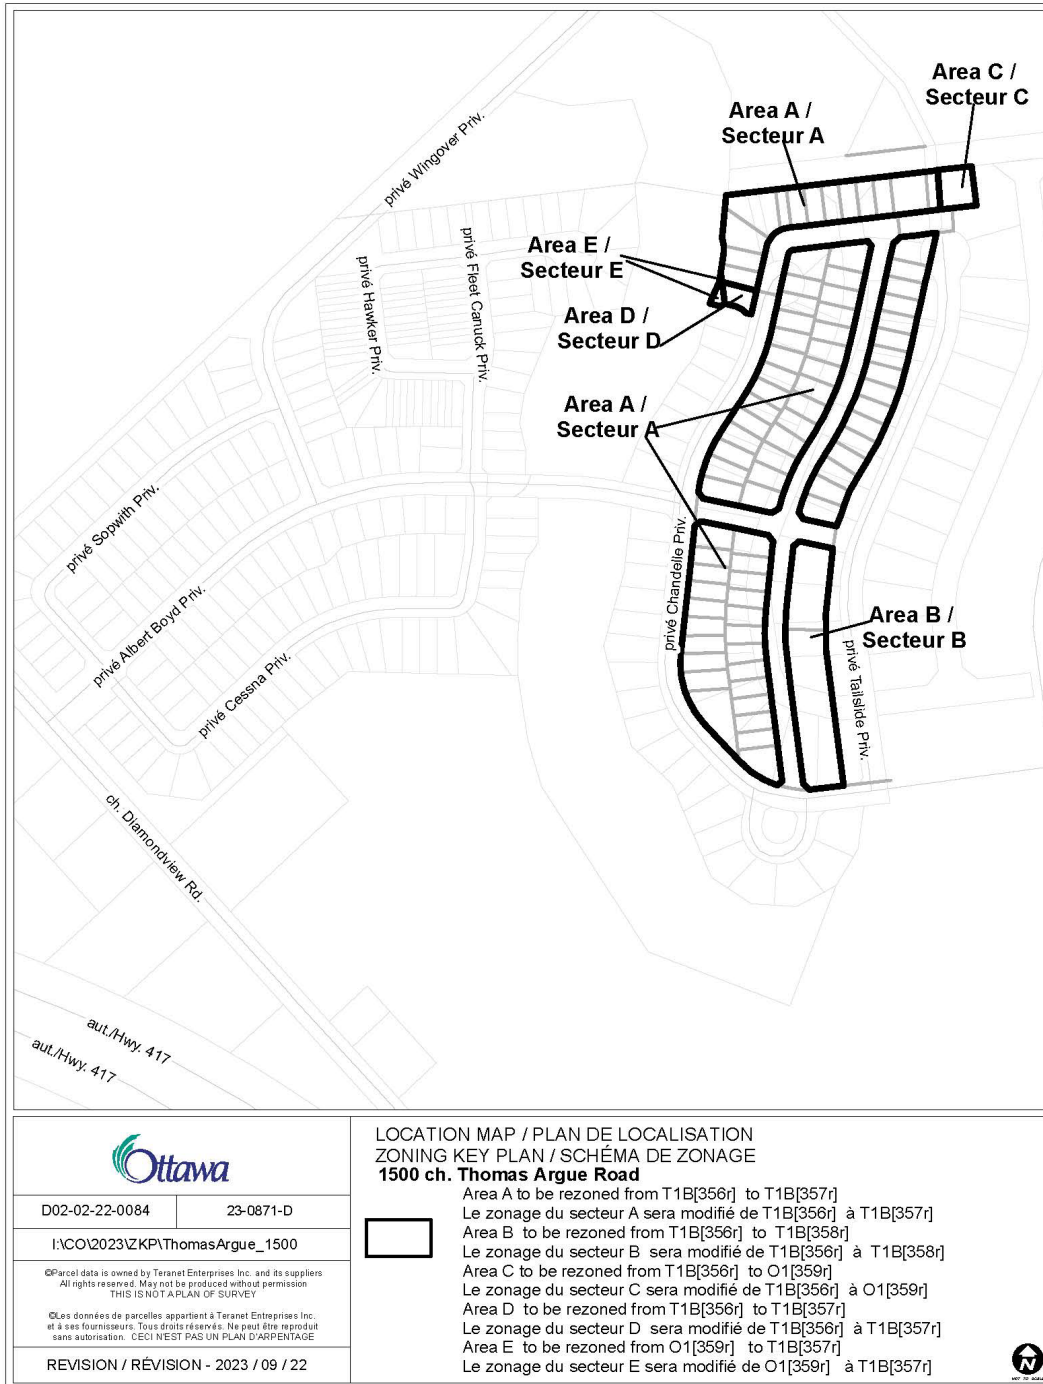 Area C /
Secteur C
Area A /
Secteur A
privé Wingover Priv.
Area E /
Secteur E
privé Fleet Canuck Priv.
privé Hawker Priv.
Area D /
Secteur D
Area A /
Secteur A
privé Sopwith Priv.
privé Chandelle Priv.
privé Albert Boyd Priv.
Area B /
Secteur B
privé Cessna Priv.
privé Tailslide Priv.
ch. Diamondview Rd.
aut./Hwy. 417
aut./Hwy. 417
Ottawa
D02-02-22-0084
23-0871-D
I:\CO\2023\ZKP\ThomasArgue_1500
©Parcel data is owned by Teranet Enterprises Inc. and its suppliers
All rights reserved. May not be produced without permission
THIS IS NOT A PLAN OF SURVEY
©Les données de parcelles appartient à Teranet Entreprises Inc.
et à ses fournisseurs. Tous droits réservés. Ne peut être reproduit
sans autorisation. CECI N'EST PAS UN PLAN D'ARPENTAGE
REVISION / RÉVISION - 2023 / 09 / 22
LOCATION MAP / PLAN DE LOCALISATION
ZONING KEY PLAN / SCHÉMA DE ZONAGE
1500 ch. Thomas Argue Road
Area A to be rezoned from T1B[356r] to T1B[357r]
Le zonage du secteur A sera modifié de T1B[356r] à T1B[357r]
Area B to be rezoned from T1B[356r] to T1B[358r]
Le zonage du secteur B sera modifié de T1B[356r] à T1B[358r]
Area C to be rezoned from T1B[356r] to O1[359r]
Le zonage du secteur C sera modifié de T1B[356r] à O1[359r]
Area D to be rezoned from T1B[356r] to T1B[357r]
Le zonage du secteur D sera modifié de T1B[356r] à T1B[357r]
Area E to be rezoned from O1[359r] to T1B[357r]
Le zonage du secteur E sera modifié de O1[359r] à T1B[357r]
N
NOT TO SCALE